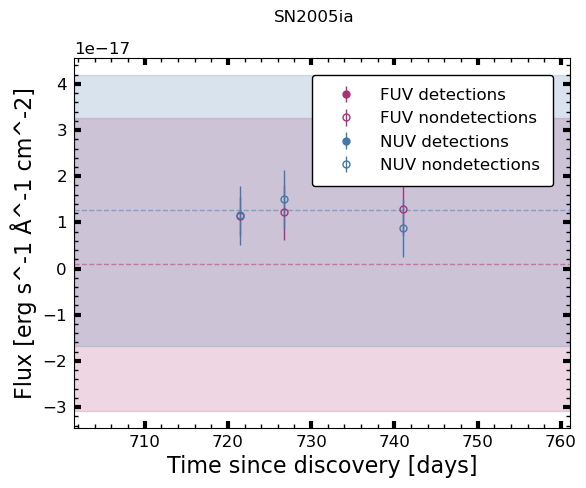 SN2005ia
1e−17
FUV detections
FUV nondetections
NUV detections
NUV nondetections
4
3
2
1
0
−1
−2
−3
Flux [erg s^-1 Å^-1 cm^-2]
710 720 730 740 750 760
Time since discovery [days]